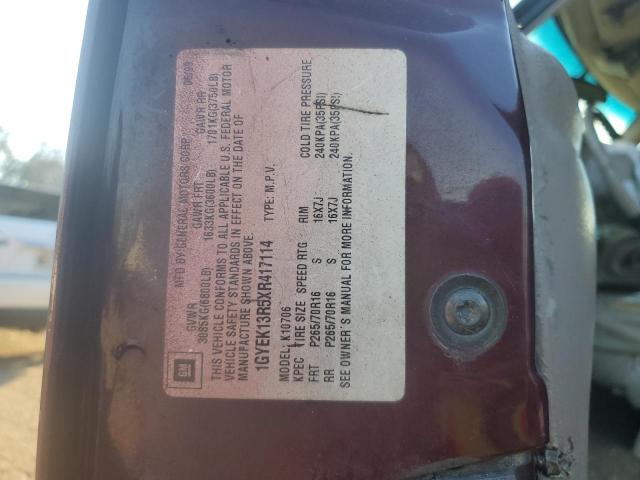 GM
MFD BY GENERAL MOTORS CORP 06/99
GVWR GAWR FRT GAWR RR
3085KG(6800LB) 1633KG(3600LB) 1701KG(3750LB)
THIS VEHICLE CONFORMS TO ALL APPLICABLE U.S. FEDERAL MOTOR
VEHICLE SAFETY STANDARDS IN EFFECT ON THE DATE OF
MANUFACTURE SHOWN ABOVE.
1GYEK13R5XR417114 TYPE: M.P.V.
MODEL: K10706
KPEC TIRE SIZE SPEED RTG RIM COLD TIRE PRESSURE
FRT P265/70R16 S 16X7J 240KPA(35PSI)
RR P265/70R16 S 16X7J 240KPA(35PSI)
SEE OWNER'S MANUAL FOR MORE INFORMATION.